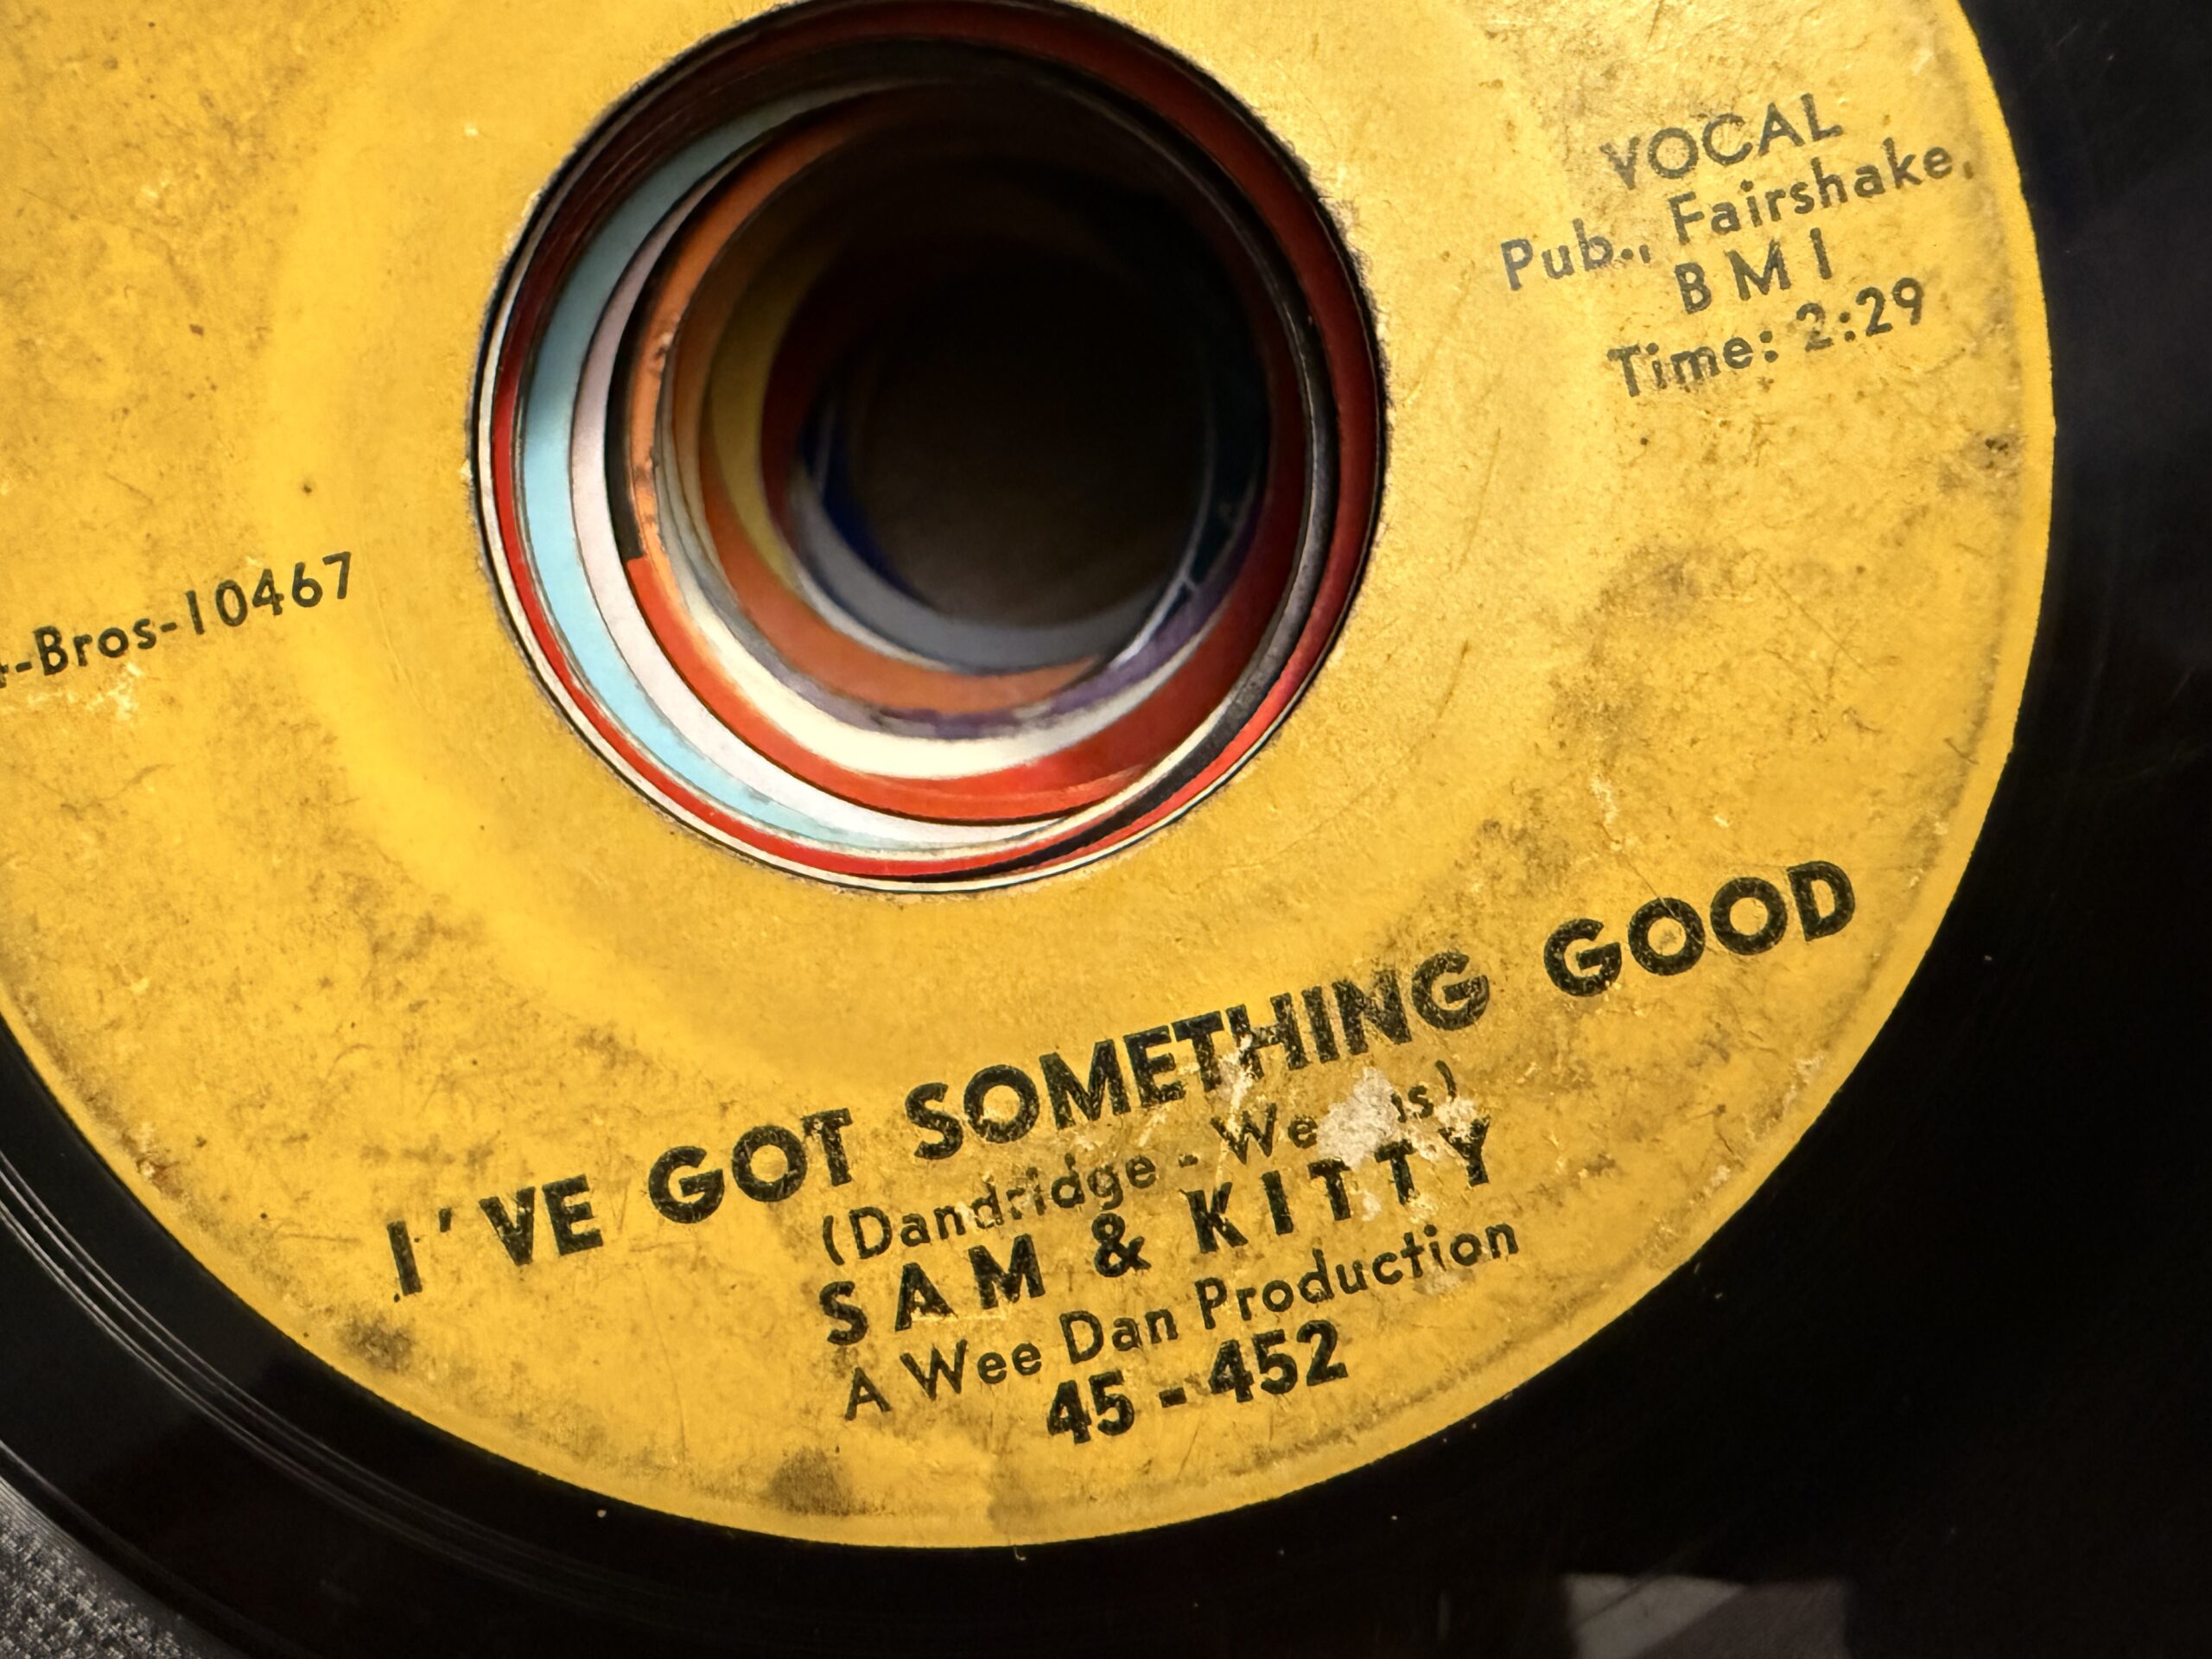 VOCAL
Pub., Fairshake,
BMI
Time: 2:29
-Bros-10467
I'VE GOT SOMETHING GOOD
(Dandridge -
SAM & KITTY
A Wee Dan Production
45-452